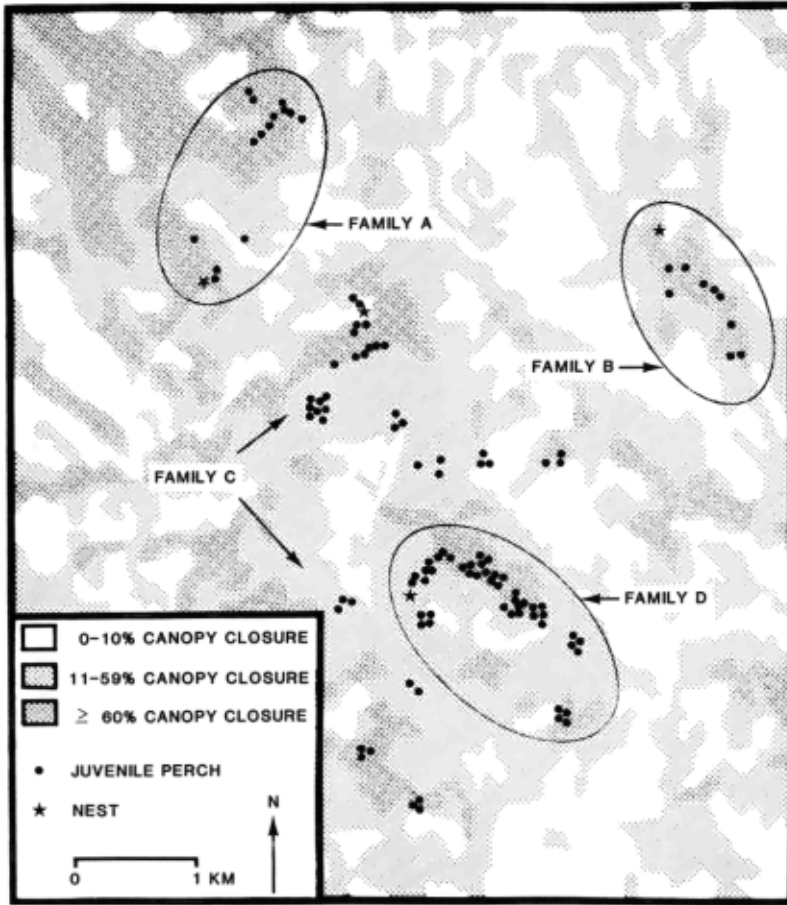 FAMILY A
FAMILY B
FAMILY C
FAMILY D
0-10% CANOPY CLOSURE
11-59% CANOPY CLOSURE
≥ 60% CANOPY CLOSURE
● JUVENILE PERCH
★ NEST
N
0 1 KM